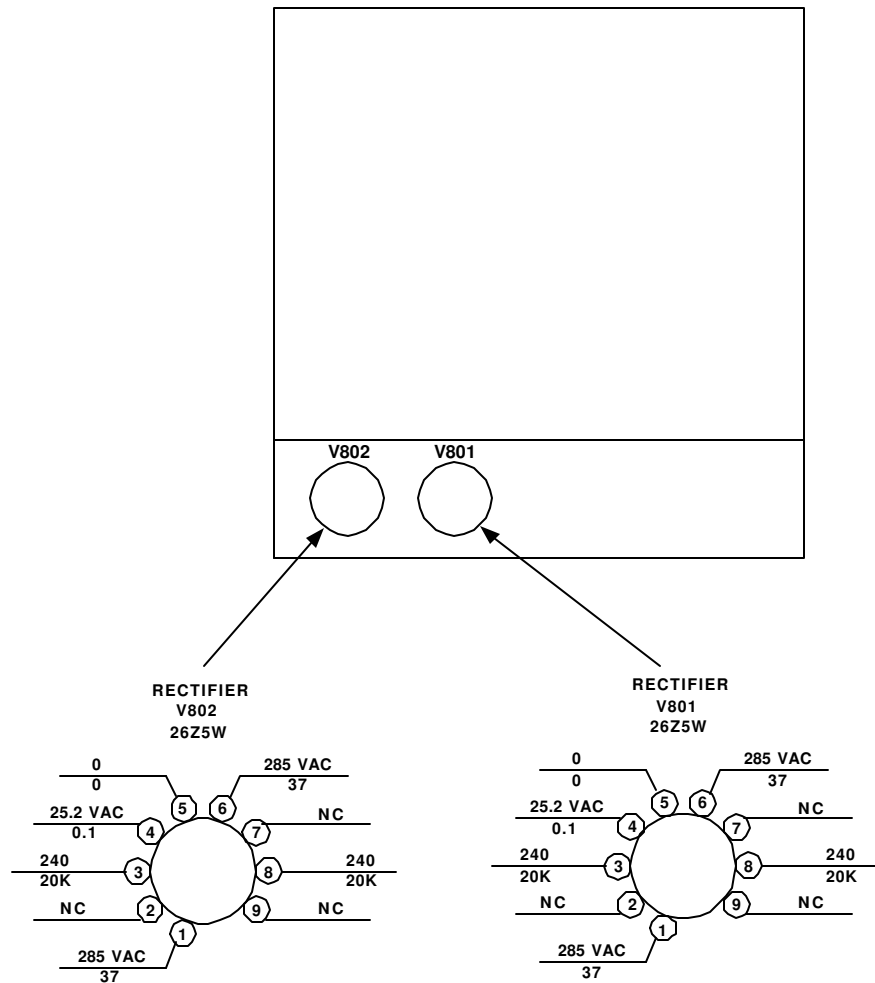 V802 V801
RECTIFIER
V802
26Z5W
RECTIFIER
V801
26Z5W
0
0
285 VAC
37
25.2 VAC
0.1
NC
240
20K
240
20K
NC
NC
285 VAC
37
5 6
4 7
3 8
2 9
1
0
0
285 VAC
37
25.2 VAC
0.1
NC
240
20K
240
20K
NC
NC
285 VAC
37
5 6
4 7
3 8
2 9
1